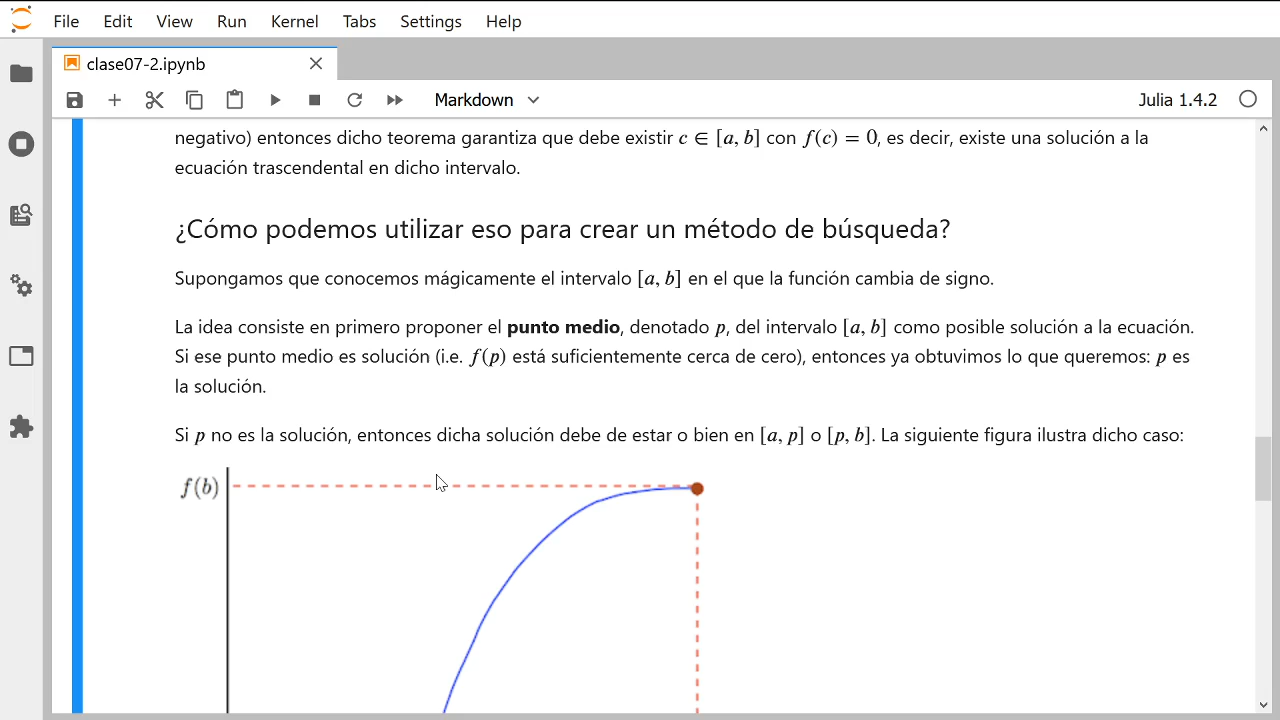 File Edit View Run Kernel Tabs Settings Help
clase07-2.ipynb
Markdown Julia 1.4.2
negativo) entonces dicho teorema garantiza que debe existir c ∈ [a, b] con f(c) = 0, es decir, existe una solución a la
ecuación trascendental en dicho intervalo.
¿Cómo podemos utilizar eso para crear un método de búsqueda?
Supongamos que conocemos mágicamente el intervalo [a, b] en el que la función cambia de signo.
La idea consiste en primero proponer el punto medio, denotado p, del intervalo [a, b] como posible solución a la ecuación.
Si ese punto medio es solución (i.e. f(p) está suficientemente cerca de cero), entonces ya obtuvimos lo que queremos: p es
la solución.
Si p no es la solución, entonces dicha solución debe de estar o bien en [a, p] o [p, b]. La siguiente figura ilustra dicho caso:
f(b)